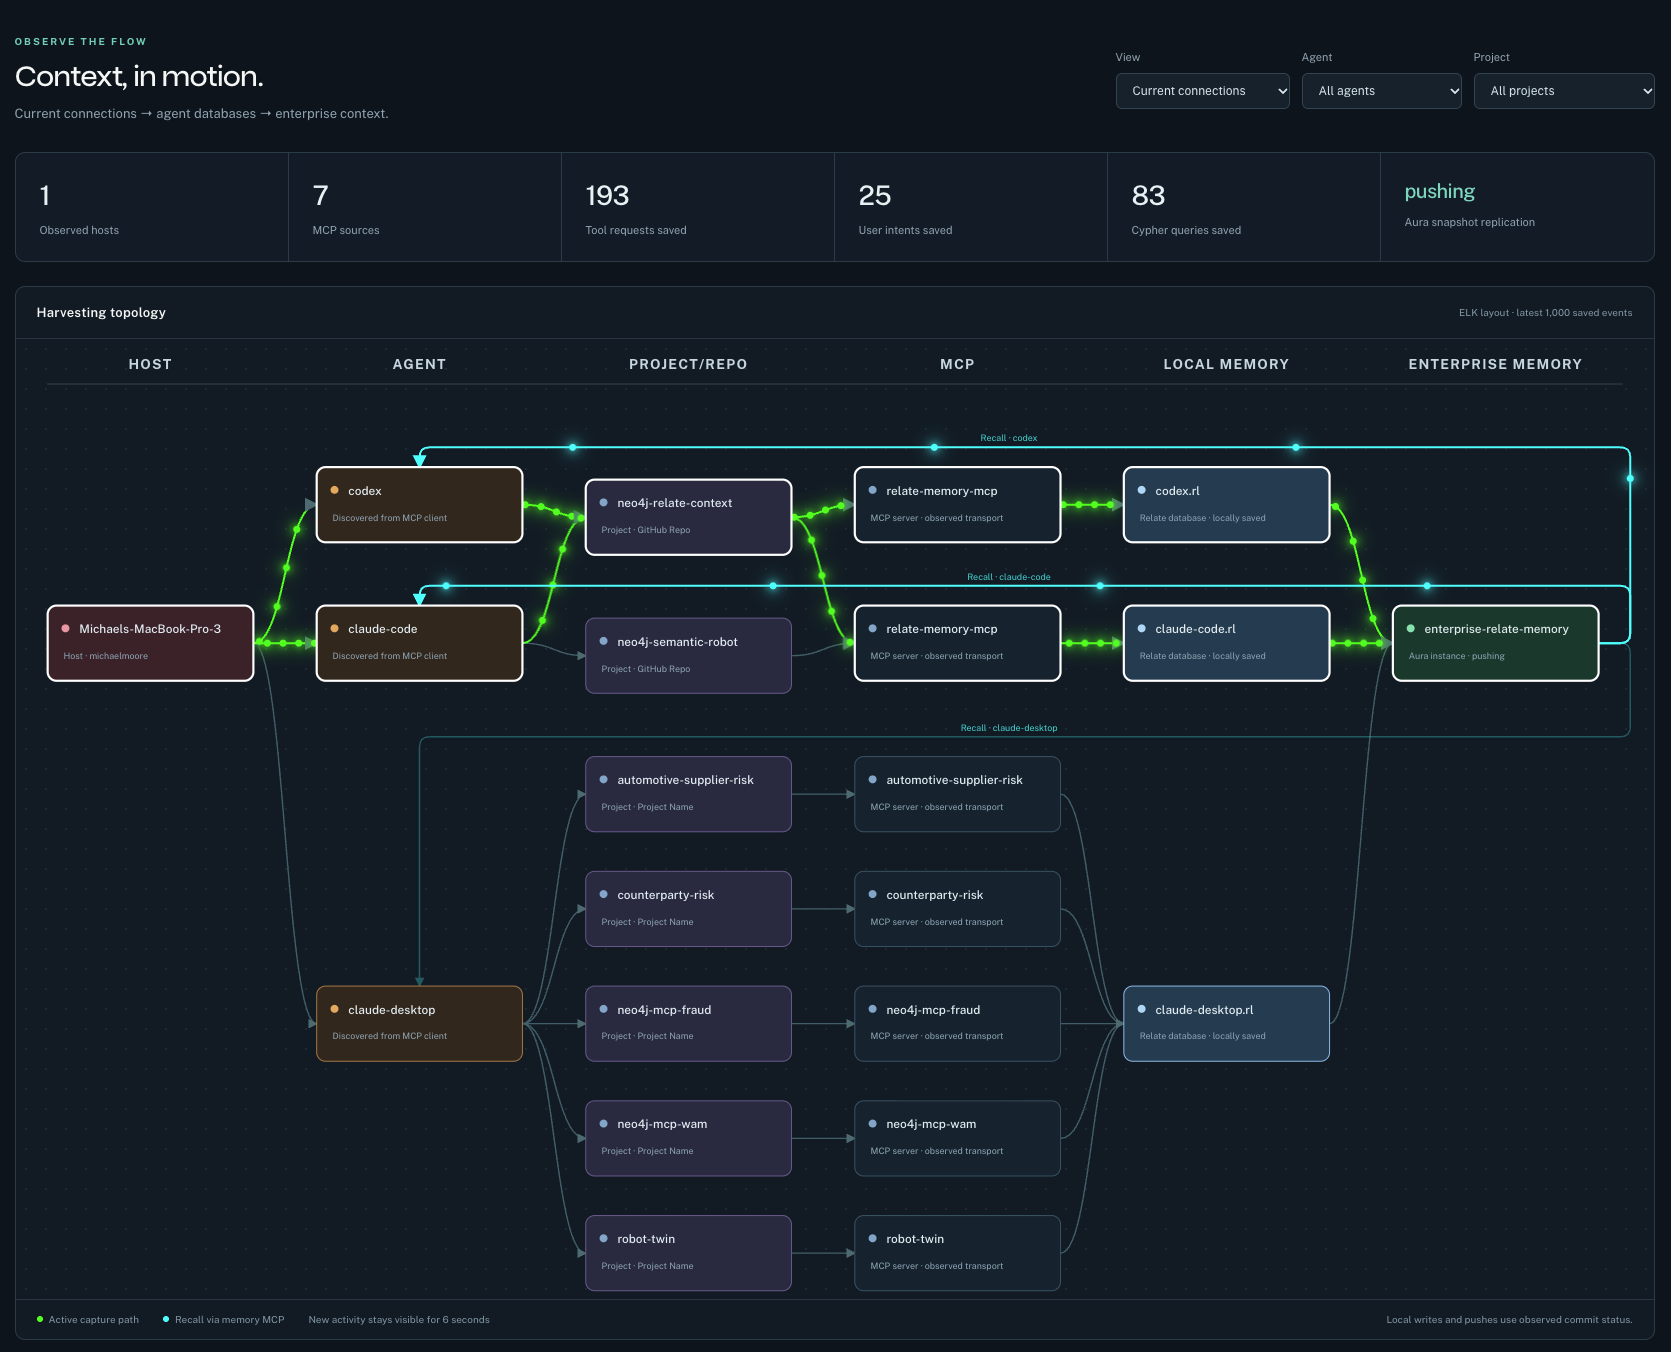 OBSERVE THE FLOW
Context, in motion.
Current connections → agent databases → enterprise context.
View
Current connections
Agent
All agents
Project
All projects
1
Observed hosts
7
MCP sources
193
Tool requests saved
25
User intents saved
83
Cypher queries saved
pushing
Aura snapshot replication
Harvesting topology
ELK layout · latest 1,000 saved events
HOST
AGENT
PROJECT/REPO
MCP
LOCAL MEMORY
ENTERPRISE MEMORY
Recall · codex
codex
Discovered from MCP client
neo4j-relate-context
Project · GitHub Repo
relate-memory-mcp
MCP server · observed transport
codex.rl
Relate database · locally saved
Recall · claude-code
Michaels-MacBook-Pro-3
Host · michaelmoore
claude-code
Discovered from MCP client
neo4j-semantic-robot
Project · GitHub Repo
relate-memory-mcp
MCP server · observed transport
claude-code.rl
Relate database · locally saved
enterprise-relate-memory
Aura instance · pushing
Recall · claude-desktop
automotive-supplier-risk
Project · Project Name
automotive-supplier-risk
MCP server · observed transport
counterparty-risk
Project · Project Name
counterparty-risk
MCP server · observed transport
claude-desktop
Discovered from MCP client
neo4j-mcp-fraud
Project · Project Name
neo4j-mcp-fraud
MCP server · observed transport
claude-desktop.rl
Relate database · locally saved
neo4j-mcp-wam
Project · Project Name
neo4j-mcp-wam
MCP server · observed transport
robot-twin
Project · Project Name
robot-twin
MCP server · observed transport
Active capture path
Recall via memory MCP
New activity stays visible for 6 seconds
Local writes and pushes use observed commit status.